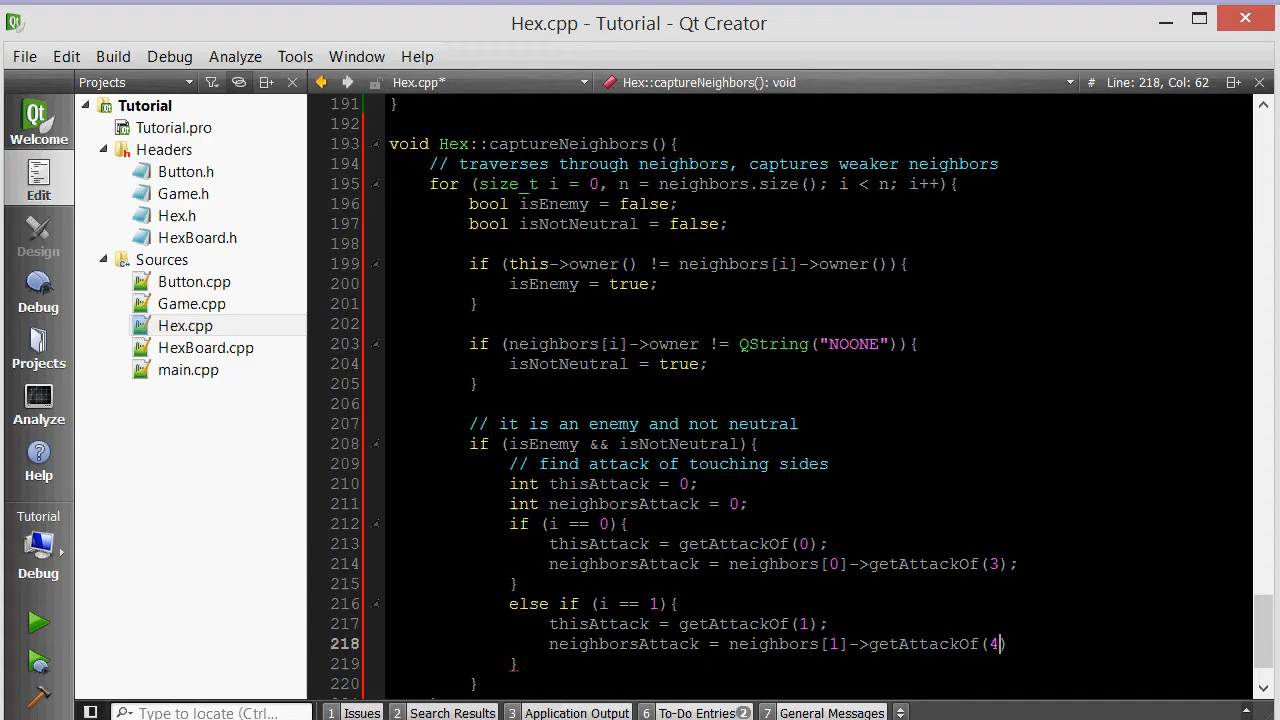 Hex.cpp - Tutorial - Qt Creator
File Edit Build Debug Analyze Tools Window Help
Projects Hex.cpp* Hex::captureNeighbors(): void # Line: 218, Col: 62
Welcome
Edit
Design
Debug
Projects
Analyze
Help
Tutorial
Debug
Tutorial
Tutorial.pro
Headers
Button.h
Game.h
Hex.h
HexBoard.h
Sources
Button.cpp
Game.cpp
Hex.cpp
HexBoard.cpp
main.cpp
191 }
192
193 void Hex::captureNeighbors(){
194 // traverses through neighbors, captures weaker neighbors
195 for (size_t i = 0, n = neighbors.size(); i < n; i++){
196 bool isEnemy = false;
197 bool isNotNeutral = false;
198
199 if (this->owner() != neighbors[i]->owner()){
200 isEnemy = true;
201 }
202
203 if (neighbors[i]->owner != QString("NOONE")){
204 isNotNeutral = true;
205 }
206
207 // it is an enemy and not neutral
208 if (isEnemy && isNotNeutral){
209 // find attack of touching sides
210 int thisAttack = 0;
211 int neighborsAttack = 0;
212 if (i == 0){
213 thisAttack = getAttackOf(0);
214 neighborsAttack = neighbors[0]->getAttackOf(3);
215 }
216 else if (i == 1){
217 thisAttack = getAttackOf(1);
218 neighborsAttack = neighbors[1]->getAttackOf(4)
219 }
220 }
Type to locate (Ctrl... 1 Issues 2 Search Results 3 Application Output 6 To-Do Entries 2 7 General Messages